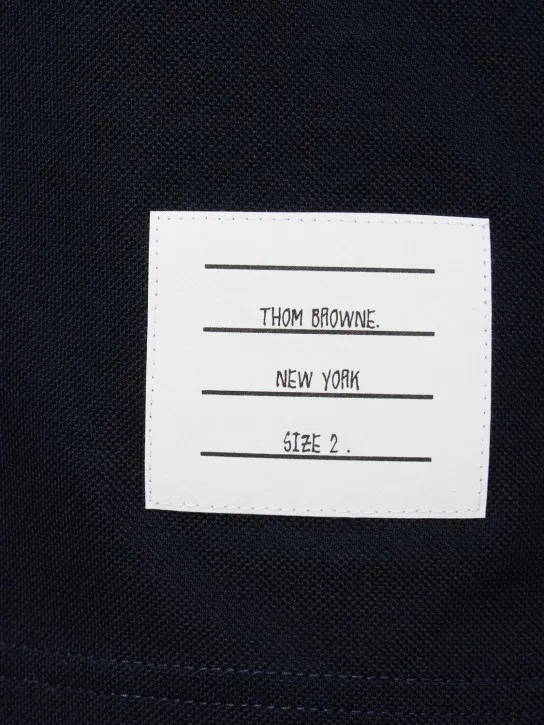 THOM BROWNE.
NEW YORK
SIZE 2 .